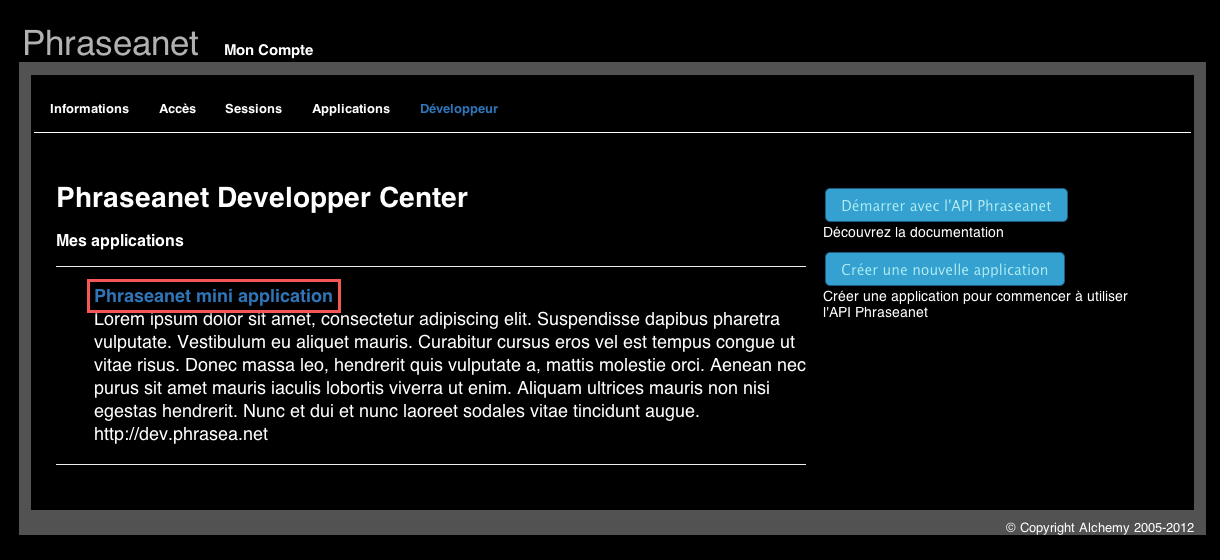 Phraseanet Mon Compte
Informations Accès Sessions Applications Développeur
Phraseanet Developper Center
Mes applications
Phraseanet mini application
Lorem ipsum dolor sit amet, consectetur adipiscing elit. Suspendisse dapibus pharetra
vulputate. Vestibulum eu aliquet mauris. Curabitur cursus eros vel est tempus congue ut
vitae risus. Donec massa leo, hendrerit quis vulputate a, mattis molestie orci. Aenean nec
purus sit amet mauris iaculis lobortis viverra ut enim. Aliquam ultrices mauris non nisi
egestas hendrerit. Nunc et dui et nunc laoreet sodales vitae tincidunt augue.
http://dev.phrasea.net
Démarrer avec l'API Phraseanet
Découvrez la documentation
Créer une nouvelle application
Créer une application pour commencer à utiliser
l'API Phraseanet
© Copyright Alchemy 2005-2012